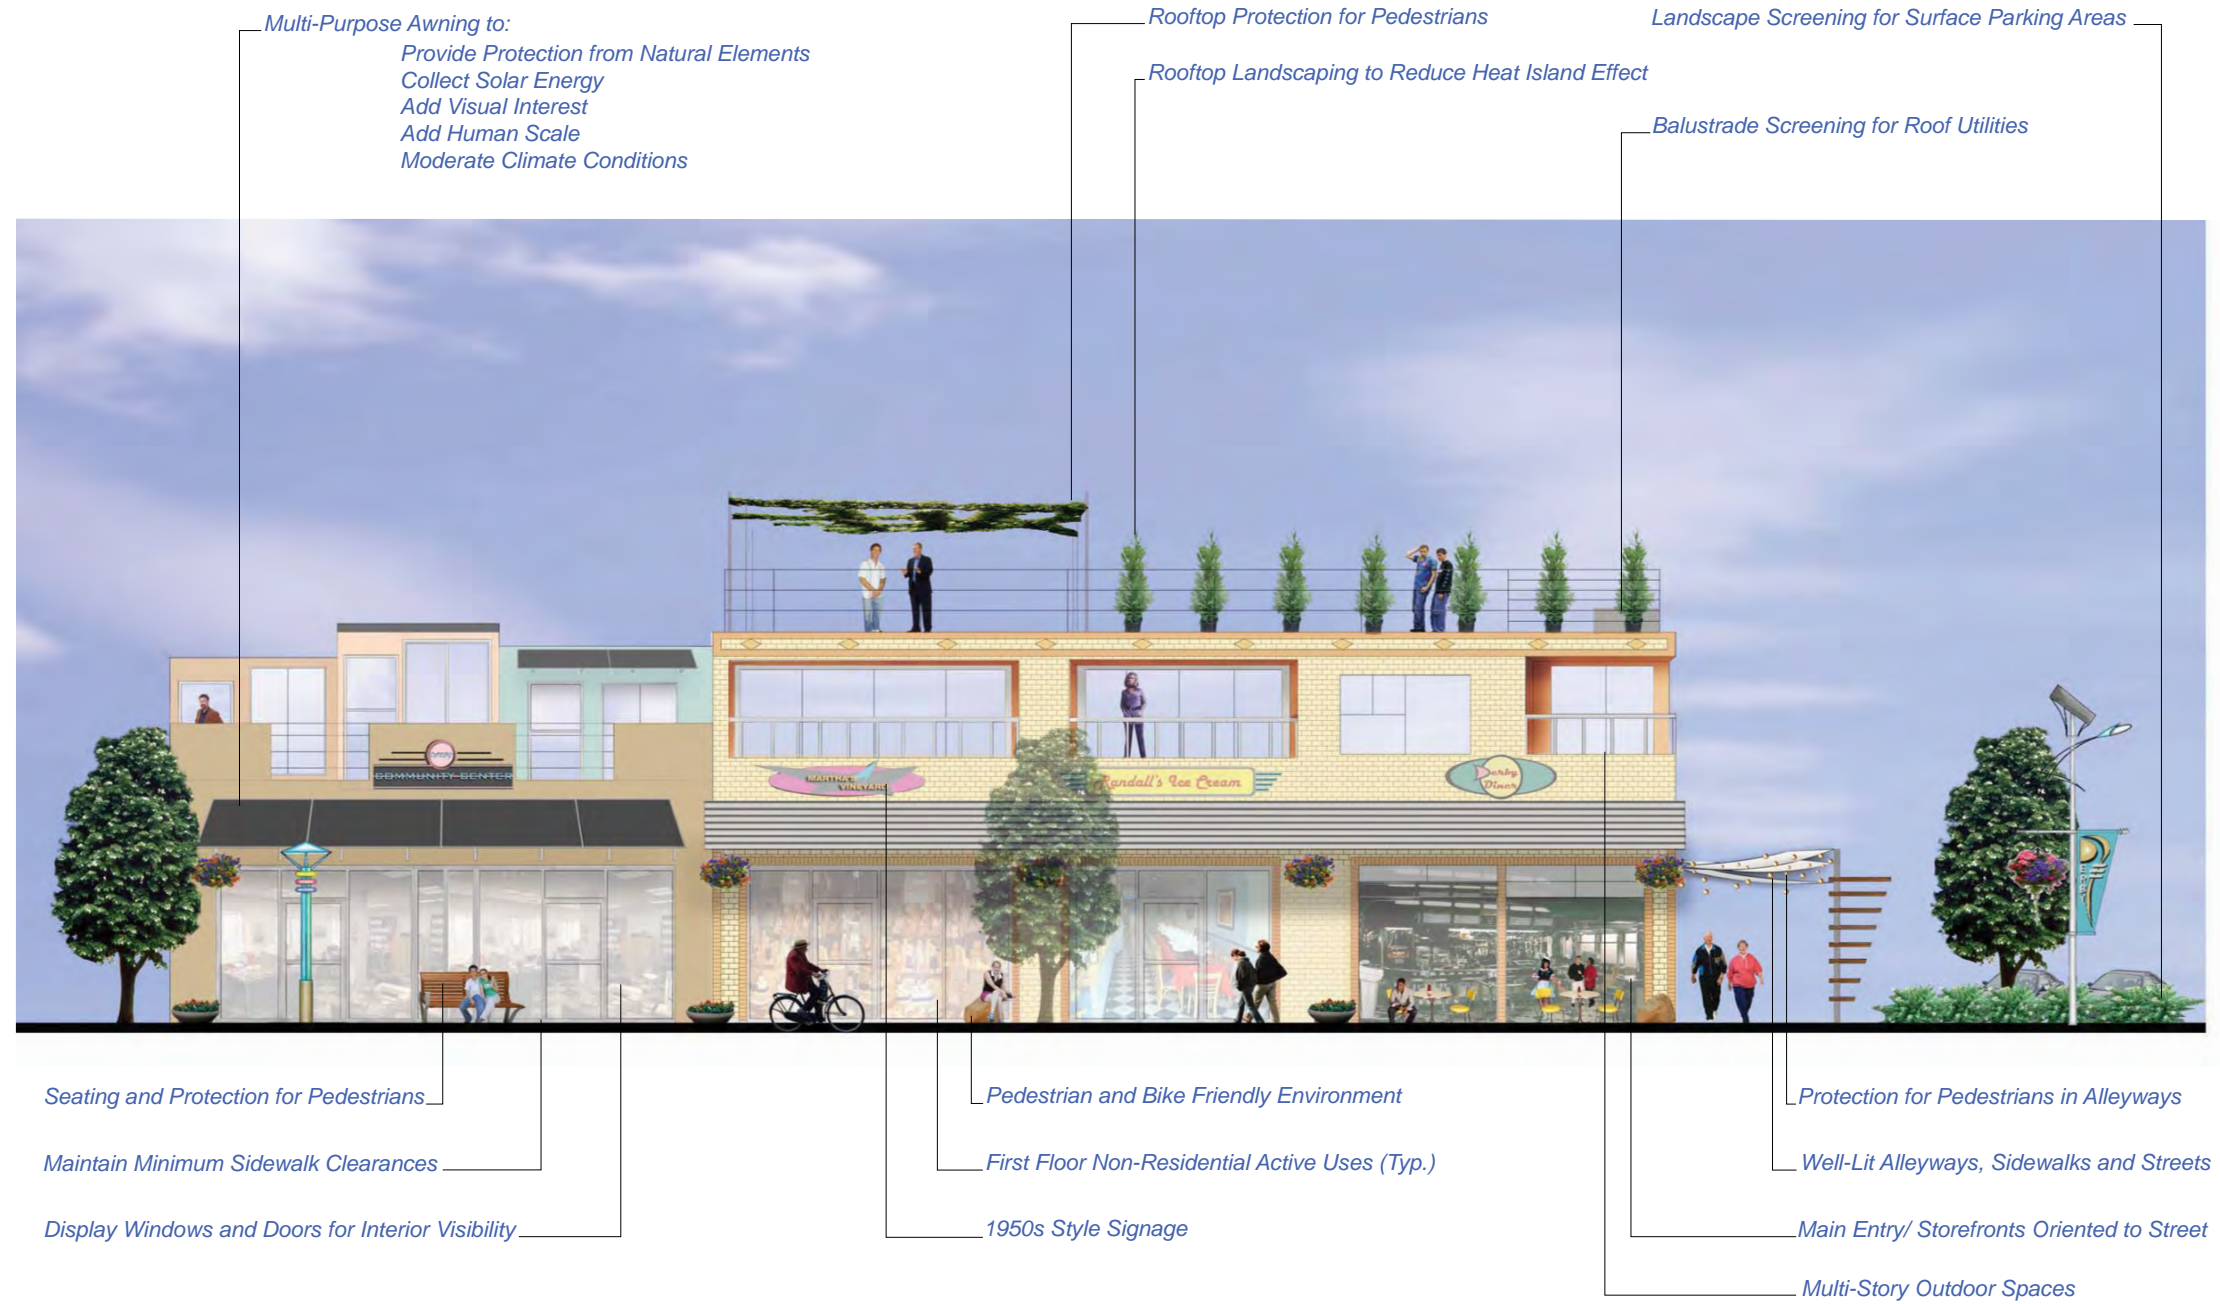 Multi-Purpose Awning to:
Provide Protection from Natural Elements
Collect Solar Energy
Add Visual Interest
Add Human Scale
Moderate Climate Conditions
Rooftop Protection for Pedestrians
Rooftop Landscaping to Reduce Heat Island Effect
Landscape Screening for Surface Parking Areas
Balustrade Screening for Roof Utilities
COMMUNITY CENTER
MARTHA'S
VINEYARD
Randall's Ice Cream
Derby
Diner
DERBY
Seating and Protection for Pedestrians
Maintain Minimum Sidewalk Clearances
Display Windows and Doors for Interior Visibility
Pedestrian and Bike Friendly Environment
First Floor Non-Residential Active Uses (Typ.)
1950s Style Signage
Protection for Pedestrians in Alleyways
Well-Lit Alleyways, Sidewalks and Streets
Main Entry/ Storefronts Oriented to Street
Multi-Story Outdoor Spaces